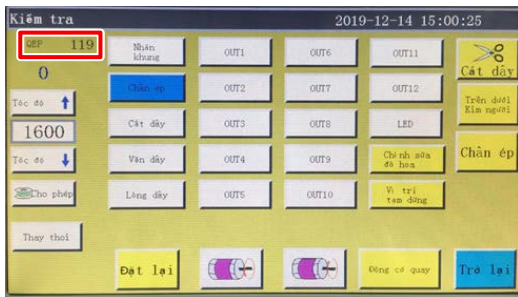 Kiểm tra
2019-12-14 15:00:25
QEP 119
0
Tốc độ
1600
Tốc độ
Cho phép
Thay thoi
Nhấn
khung
Chân ép
Cắt dây
Vấn dây
Lỏng dây
OUT1
OUT2
OUT3
OUT4
OUT5
OUT6
OUT7
OUT8
OUT9
OUT10
OUT11
OUT12
LED
Chỉnh sửa
đồ hoạ
Vị trí
tạm dừng
Cắt dây
Trên dưới
Kim người
Chân ép
Đặt lại
Động cơ quay
Trở lại